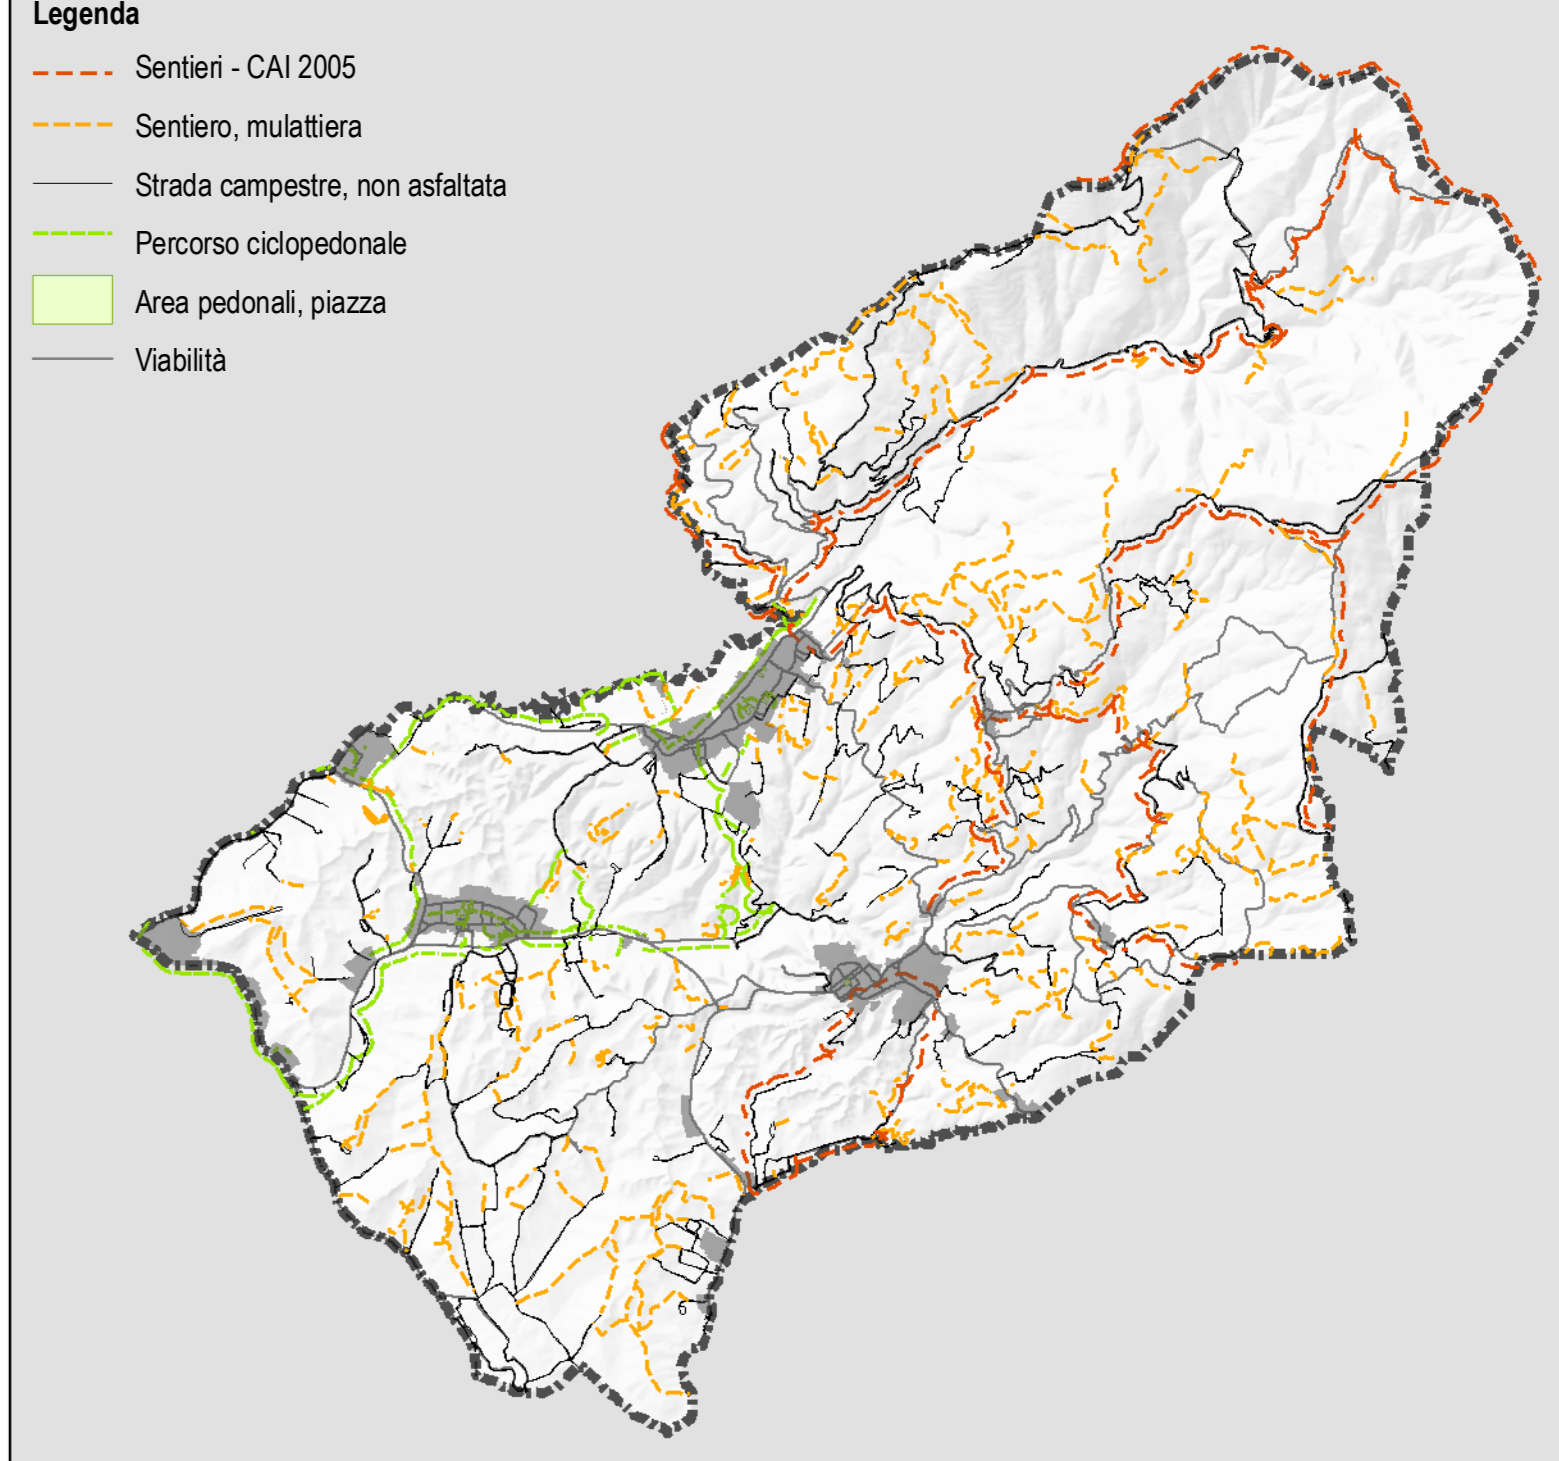 Legenda
Sentieri - CAI 2005
Sentiero, mulattiera
Strada campestre, non asfaltata
Percorso ciclopedonale
Area pedonali, piazza
Viabilità